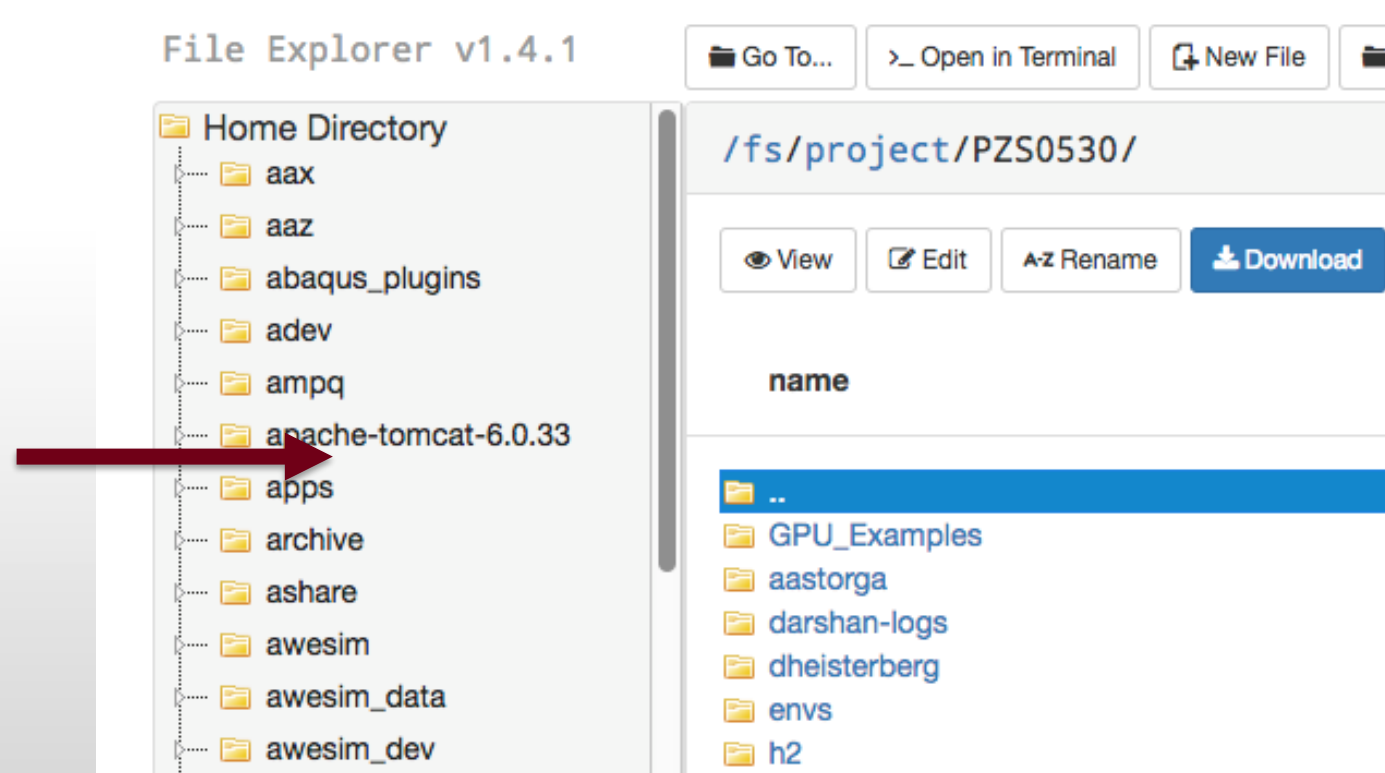 File Explorer v1.4.1
Go To...
>_ Open in Terminal
New File
Home Directory
aax
aaz
abaqus_plugins
adev
ampq
apache-tomcat-6.0.33
apps
archive
ashare
awesim
awesim_data
awesim_dev
/fs/project/PZS0530/
View
Edit
A-Z Rename
Download
name
..
GPU_Examples
aastorga
darshan-logs
dheisterberg
envs
h2